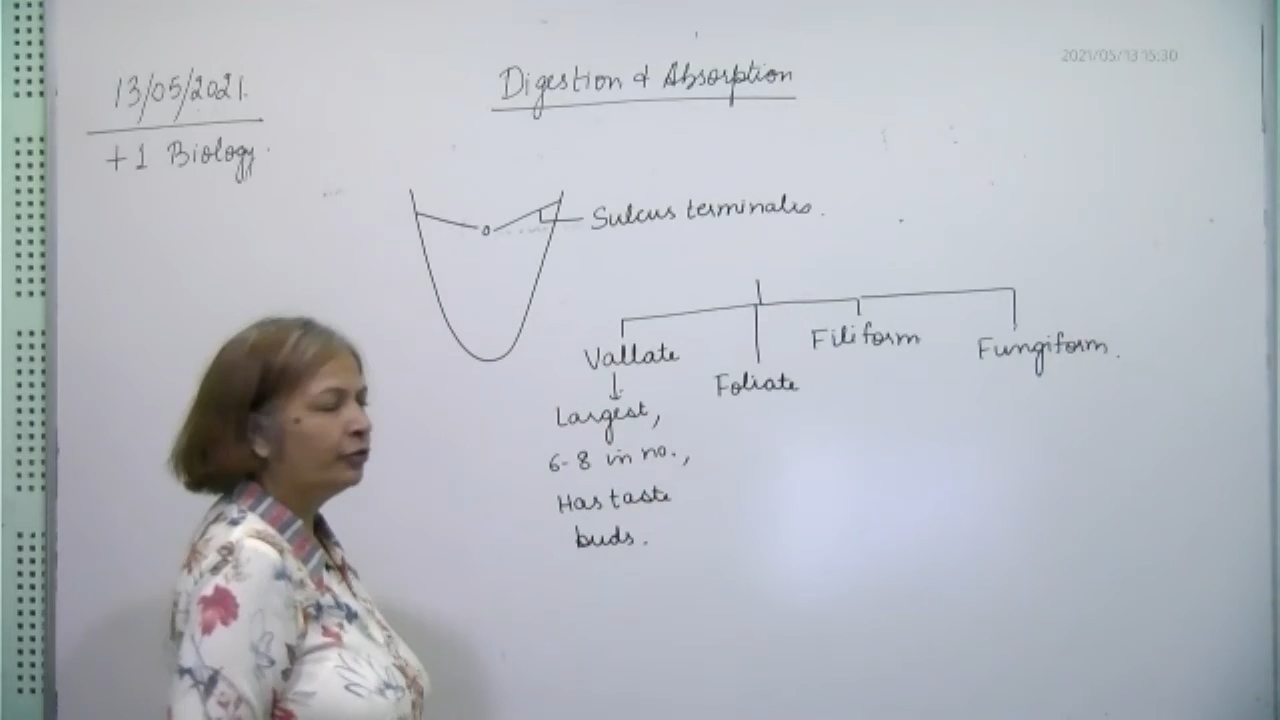 2021/05/13 15:30
13/05/2021.
+1 Biology.
Digestion & Absorption
Sulcus terminalis.
Vallate
Foliate
Filiform
Fungiform.
Largest,
6-8 in no.,
Has taste
buds.